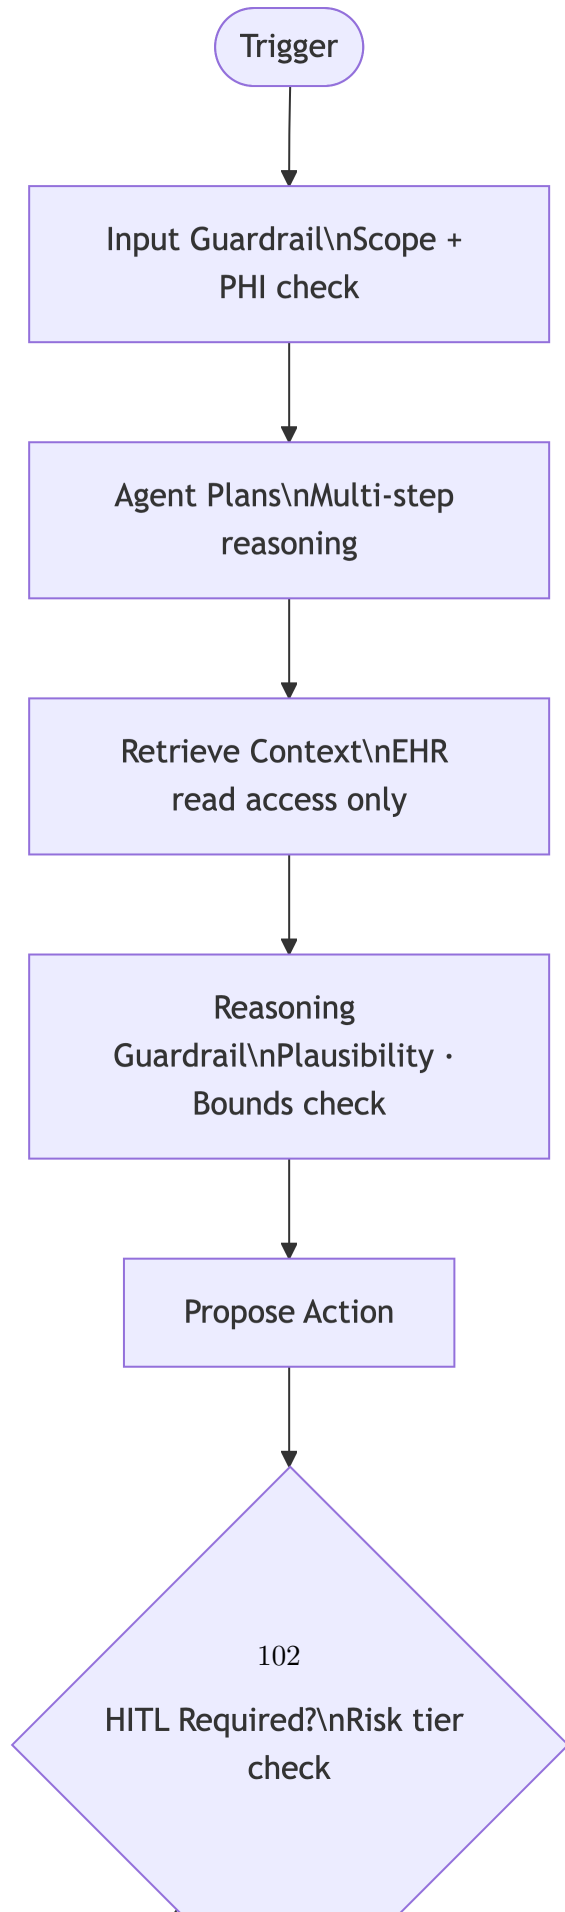 Trigger
Input Guardrail\nScope +
PHI check
Agent Plans\nMulti-step
reasoning
Retrieve Context\nEHR
read access only
Reasoning
Guardrail\nPlausibility ·
Bounds check
Propose Action
102
HITL Required?\nRisk tier
check